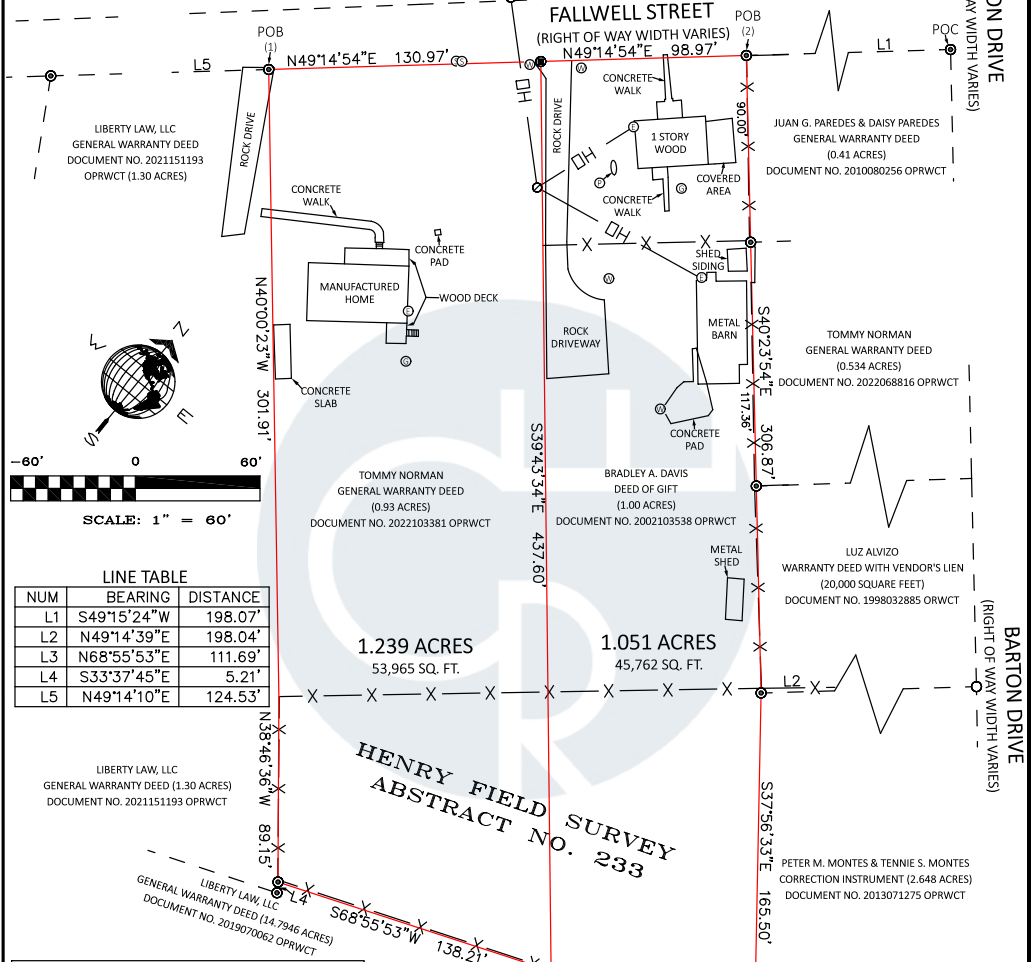 FALLWELL STREET
(RIGHT OF WAY WIDTH VARIES)
POB
(1)
POB
(2)
POC
ON DRIVE
AY WIDTH VARIES)
L5
N49°14'54"E 130.97'
S
S
W
N49°14'54"E 98.97'
W
L1
OH
CONCRETE
WALK
90.00'
ROCK DRIVE
ROCK DRIVE
LIBERTY LAW, LLC
GENERAL WARRANTY DEED
DOCUMENT NO. 2021151193
OPRWCT (1.30 ACRES)
E
1 STORY
WOOD
JUAN G. PAREDES & DAISY PAREDES
GENERAL WARRANTY DEED
(0.41 ACRES)
DOCUMENT NO. 2010080256 OPRWCT
OH
P
G
COVERED
AREA
CONCRETE
WALK
CONCRETE
WALK
OH
CONCRETE
PAD
SHED
SIDING
W
E
MANUFACTURED
HOME
WOOD DECK
E
G
N40°00'23"W 301.91'
ROCK
DRIVEWAY
METAL
BARN
S40°23'54"E 306.87'
117.36'
TOMMY NORMAN
GENERAL WARRANTY DEED
(0.534 ACRES)
DOCUMENT NO. 2022068816 OPRWCT
N
W
E
S
CONCRETE
SLAB
W
CONCRETE
PAD
-60' 0 60'
SCALE: 1" = 60'
S39°43'34"E 437.60'
TOMMY NORMAN
GENERAL WARRANTY DEED
(0.93 ACRES)
DOCUMENT NO. 2022103381 OPRWCT
BRADLEY A. DAVIS
DEED OF GIFT
(1.00 ACRES)
DOCUMENT NO. 2002103538 OPRWCT
METAL
SHED
LUZ ALVIZO
WARRANTY DEED WITH VENDOR'S LIEN
(20,000 SQUARE FEET)
DOCUMENT NO. 1998032885 ORWCT
LINE TABLE
NUM BEARING DISTANCE
L1 S49°15'24"W 198.07'
L2 N49°14'39"E 198.04'
L3 N68°55'53"E 111.69'
L4 S33°37'45"E 5.21'
L5 N49°14'10"E 124.53'
1.239 ACRES
53,965 SQ. FT.
1.051 ACRES
45,762 SQ. FT.
L2
BARTON DRIVE
(RIGHT OF WAY WIDTH VARIES)
N38°46'36"W 89.15'
HENRY FIELD SURVEY
ABSTRACT NO. 233
S37°56'33"E 165.50'
LIBERTY LAW, LLC
GENERAL WARRANTY DEED (1.30 ACRES)
DOCUMENT NO. 2021151193 OPRWCT
PETER M. MONTES & TENNIE S. MONTES
CORRECTION INSTRUMENT (2.648 ACRES)
DOCUMENT NO. 2013071275 OPRWCT
L4
LIBERTY LAW, LLC
GENERAL WARRANTY DEED (14.7946 ACRES)
DOCUMENT NO. 2019070062 OPRWCT
S68°55'53"W 138.21'